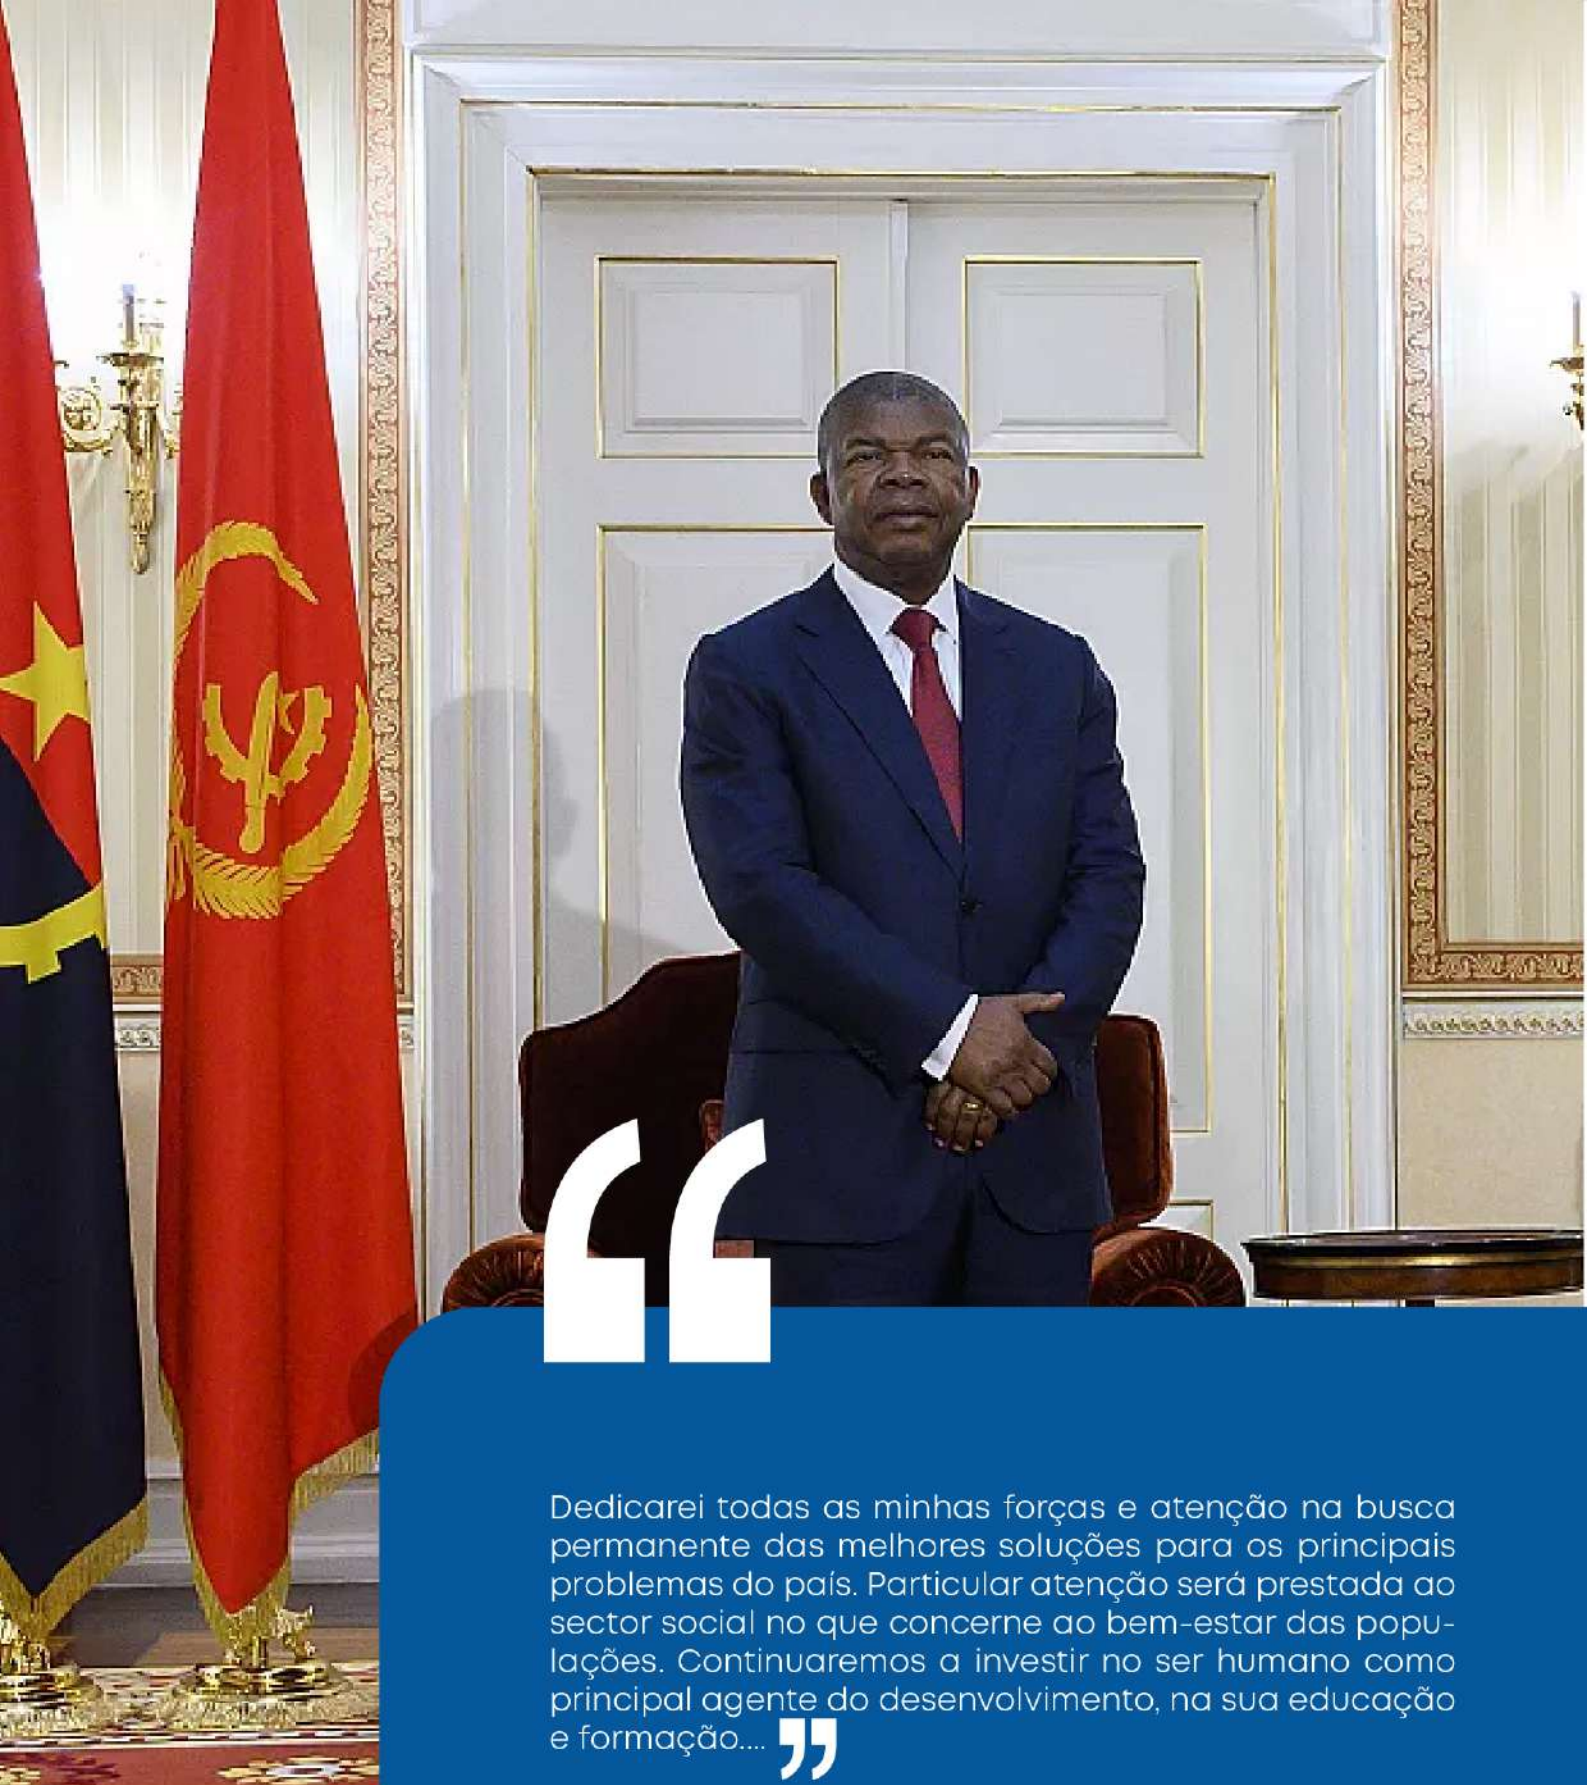 “
Dedicarei todas as minhas forças e atenção na busca
permanente das melhores soluções para os principais
problemas do país. Particular atenção será prestada ao
sector social no que concerne ao bem-estar das popu-
lações. Continuaremos a investir no ser humano como
principal agente do desenvolvimento, na sua educação
e formação.... ”